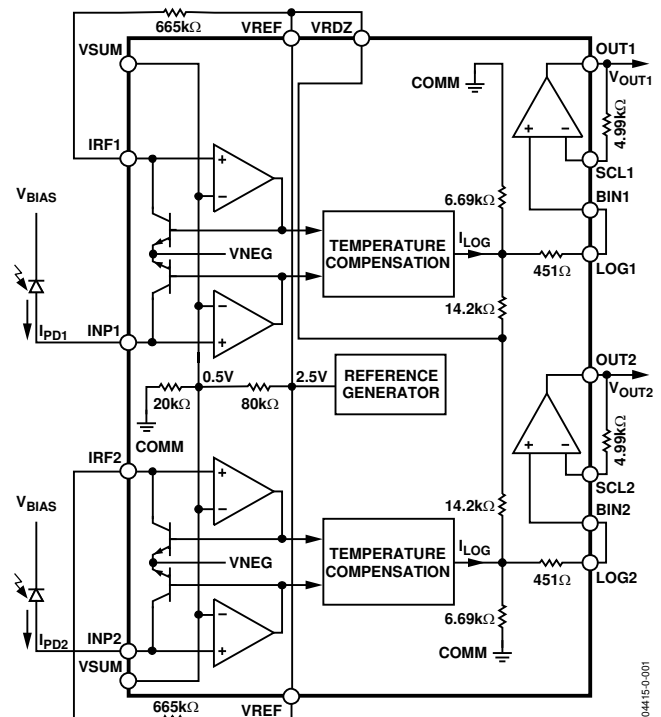 665kΩ
VREF
VRDZ
VSUM
OUT1
VOUT1
COMM
4.99kΩ
IRF1
SCL1
BIN1
6.69kΩ
VBIAS
TEMPERATURE
COMPENSATION
ILOG
VNEG
451Ω
LOG1
14.2kΩ
IPD1
INP1
OUT2
VOUT2
0.5V
2.5V
REFERENCE
GENERATOR
20kΩ
80kΩ
COMM
4.99kΩ
IRF2
SCL2
14.2kΩ
BIN2
VBIAS
TEMPERATURE
COMPENSATION
ILOG
VNEG
451Ω
LOG2
6.69kΩ
IPD2
INP2
COMM
VSUM
665kΩ
VREF
04415-0-001